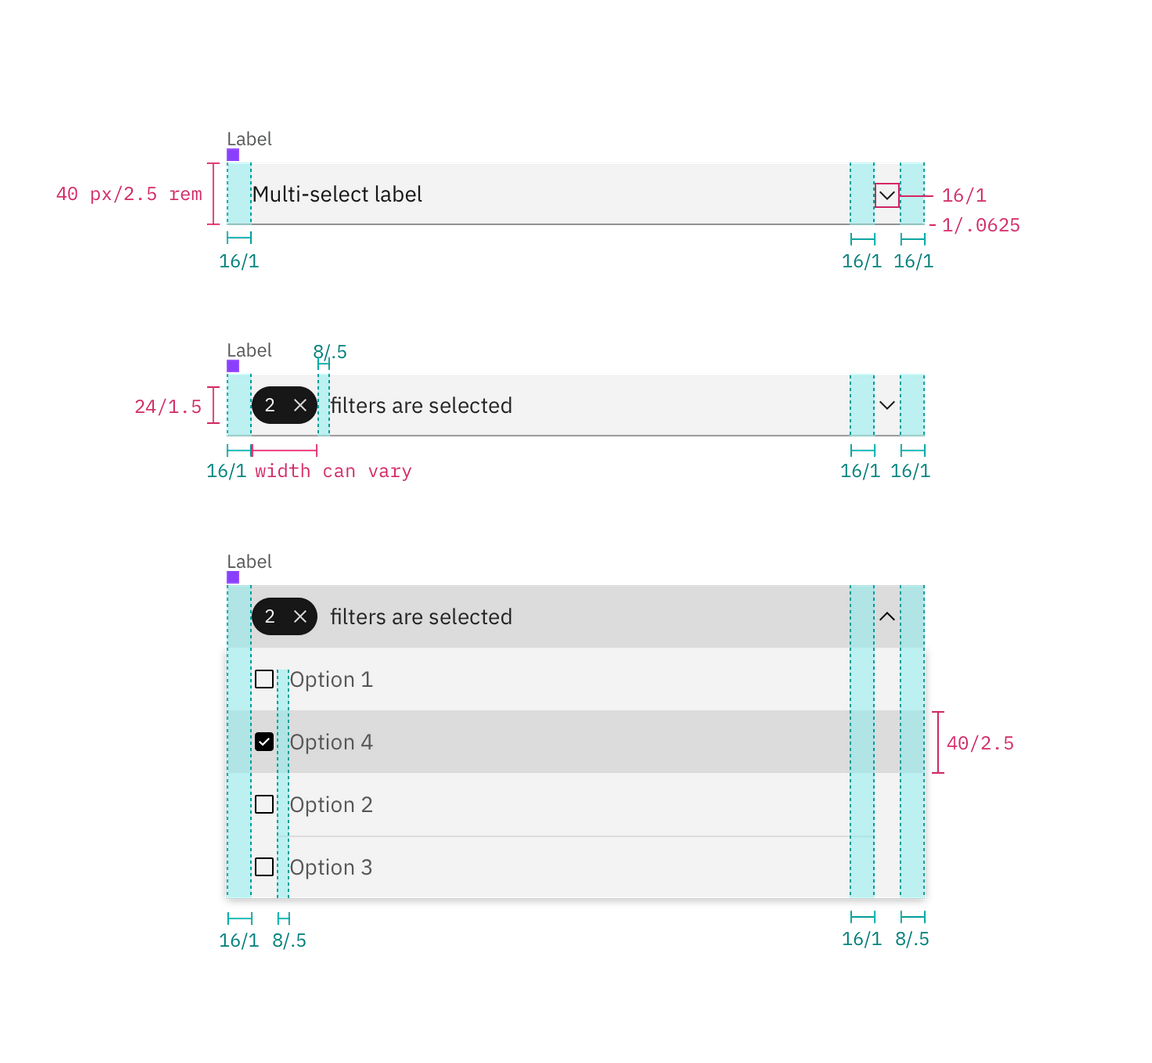 Label
40 px/2.5 rem
Multi-select label
16/1
1/.0625
16/1
16/1
16/1
Label
8/.5
24/1.5
2
filters are selected
16/1
width can vary
16/1
16/1
Label
2
filters are selected
Option 1
Option 4
40/2.5
Option 2
Option 3
16/1
8/.5
16/1
8/.5